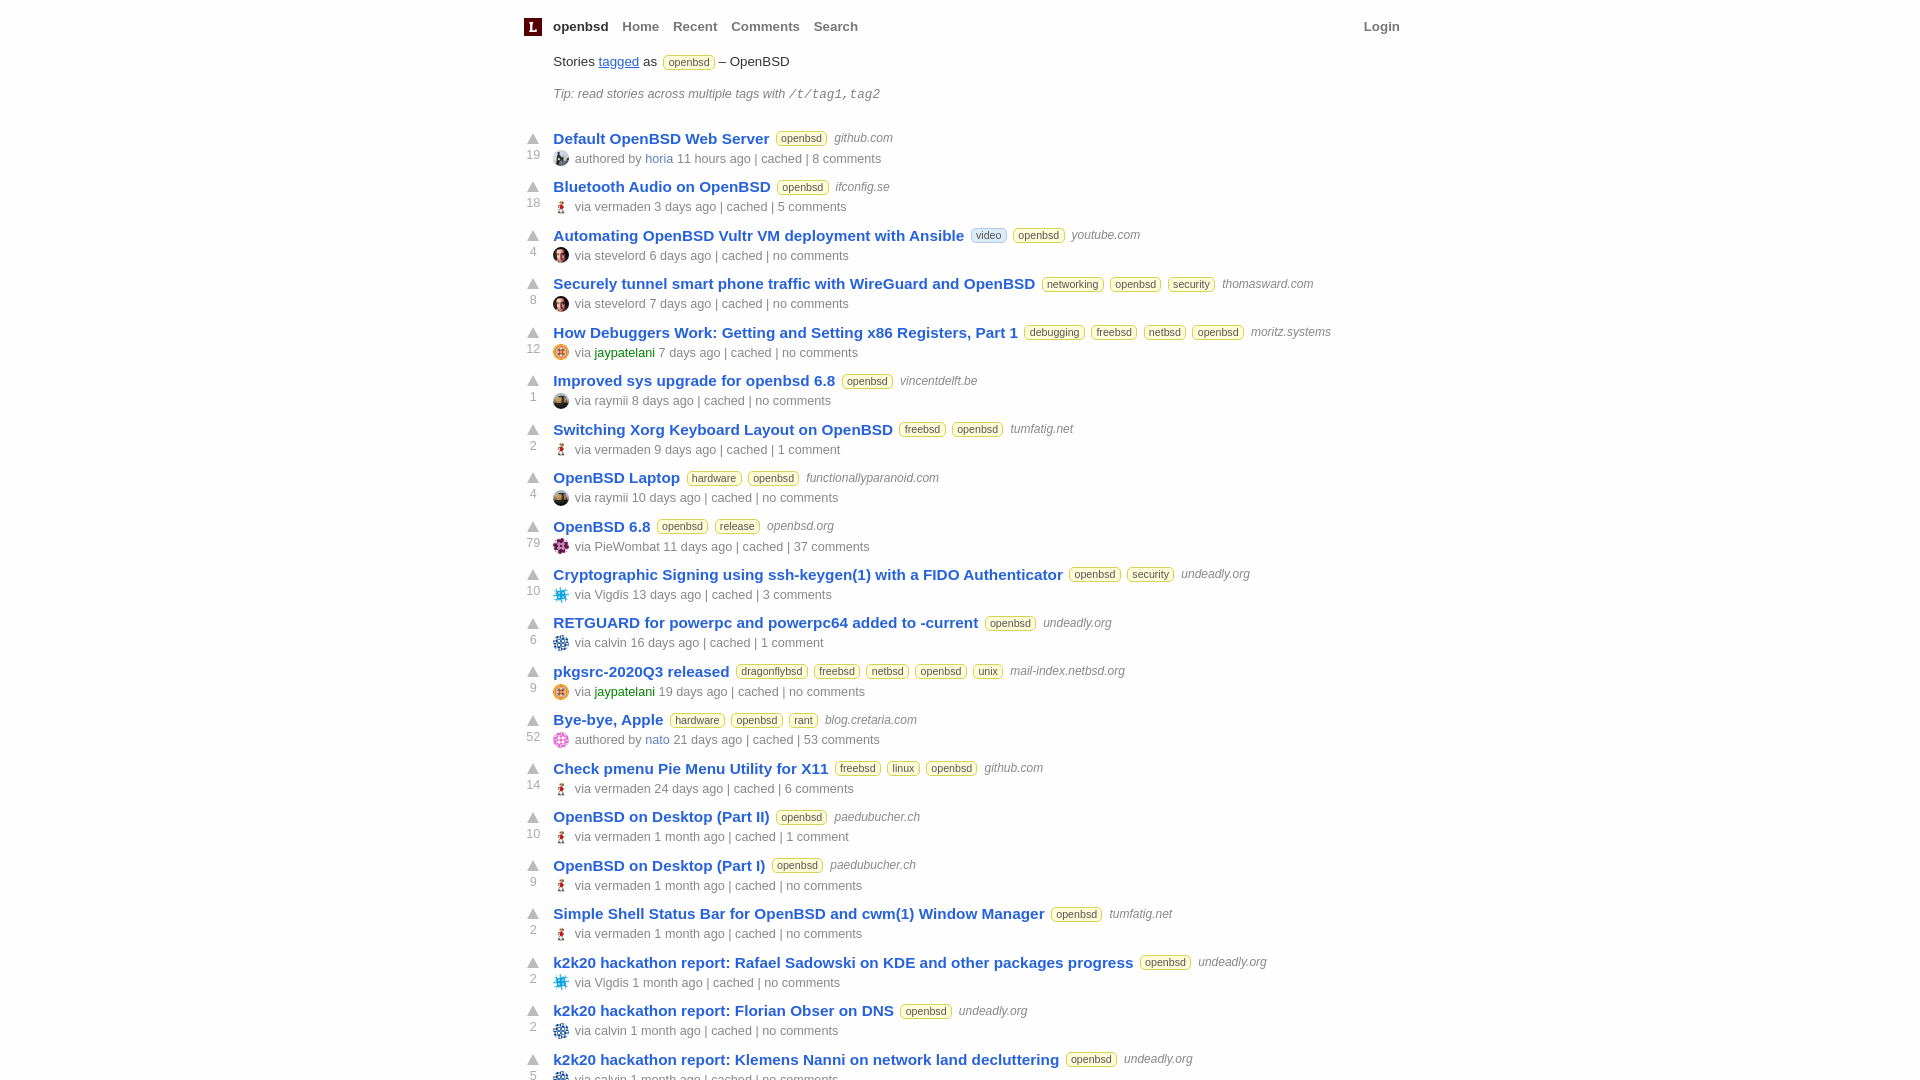 L openbsd Home Recent Comments Search Login
Stories tagged as openbsd – OpenBSD
Tip: read stories across multiple tags with /t/tag1,tag2
Default OpenBSD Web Server openbsd github.com
19 authored by horia 11 hours ago | cached | 8 comments
Bluetooth Audio on OpenBSD openbsd ifconfig.se
18 via vermaden 3 days ago | cached | 5 comments
Automating OpenBSD Vultr VM deployment with Ansible video openbsd youtube.com
4 via stevelord 6 days ago | cached | no comments
Securely tunnel smart phone traffic with WireGuard and OpenBSD networking openbsd security thomasward.com
8 via stevelord 7 days ago | cached | no comments
How Debuggers Work: Getting and Setting x86 Registers, Part 1 debugging freebsd netbsd openbsd moritz.systems
12 via jaypatelani 7 days ago | cached | no comments
Improved sys upgrade for openbsd 6.8 openbsd vincentdelft.be
1 via raymii 8 days ago | cached | no comments
Switching Xorg Keyboard Layout on OpenBSD freebsd openbsd tumfatig.net
2 via vermaden 9 days ago | cached | 1 comment
OpenBSD Laptop hardware openbsd functionallyparanoid.com
4 via raymii 10 days ago | cached | no comments
OpenBSD 6.8 openbsd release openbsd.org
79 via PieWombat 11 days ago | cached | 37 comments
Cryptographic Signing using ssh-keygen(1) with a FIDO Authenticator openbsd security undeadly.org
10 via Vigdis 13 days ago | cached | 3 comments
RETGUARD for powerpc and powerpc64 added to -current openbsd undeadly.org
6 via calvin 16 days ago | cached | 1 comment
pkgsrc-2020Q3 released dragonflybsd freebsd netbsd openbsd unix mail-index.netbsd.org
9 via jaypatelani 19 days ago | cached | no comments
Bye-bye, Apple hardware openbsd rant blog.cretaria.com
52 authored by nato 21 days ago | cached | 53 comments
Check pmenu Pie Menu Utility for X11 freebsd linux openbsd github.com
14 via vermaden 24 days ago | cached | 6 comments
OpenBSD on Desktop (Part II) openbsd paedubucher.ch
10 via vermaden 1 month ago | cached | 1 comment
OpenBSD on Desktop (Part I) openbsd paedubucher.ch
9 via vermaden 1 month ago | cached | no comments
Simple Shell Status Bar for OpenBSD and cwm(1) Window Manager openbsd tumfatig.net
2 via vermaden 1 month ago | cached | no comments
k2k20 hackathon report: Rafael Sadowski on KDE and other packages progress openbsd undeadly.org
2 via Vigdis 1 month ago | cached | no comments
k2k20 hackathon report: Florian Obser on DNS openbsd undeadly.org
2 via calvin 1 month ago | cached | no comments
k2k20 hackathon report: Klemens Nanni on network land decluttering openbsd undeadly.org
5 via calvin 1 month ago | cached | no comments